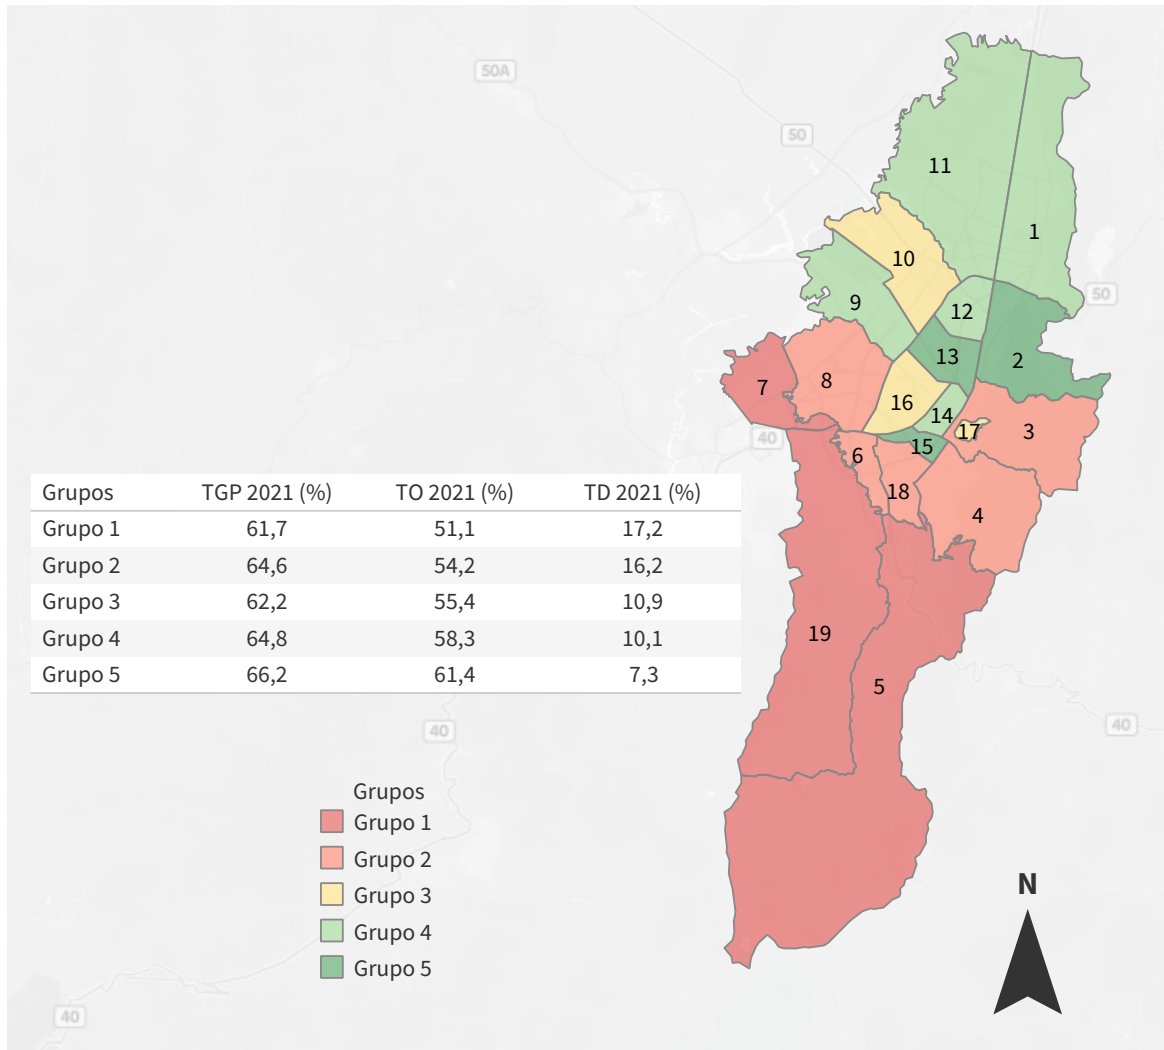 50A
50
11
1
10
50
9
12
13
2
7
8
16
14
17
3
40
15
6
18
4
Grupos TGP 2021 (%) TO 2021 (%) TD 2021 (%)
Grupo 1 61,7 51,1 17,2
Grupo 2 64,6 54,2 16,2
Grupo 3 62,2 55,4 10,9
Grupo 4 64,8 58,3 10,1
Grupo 5 66,2 61,4 7,3
19
5
40
40
Grupos
Grupo 1
Grupo 2
Grupo 3
Grupo 4
Grupo 5
N
40